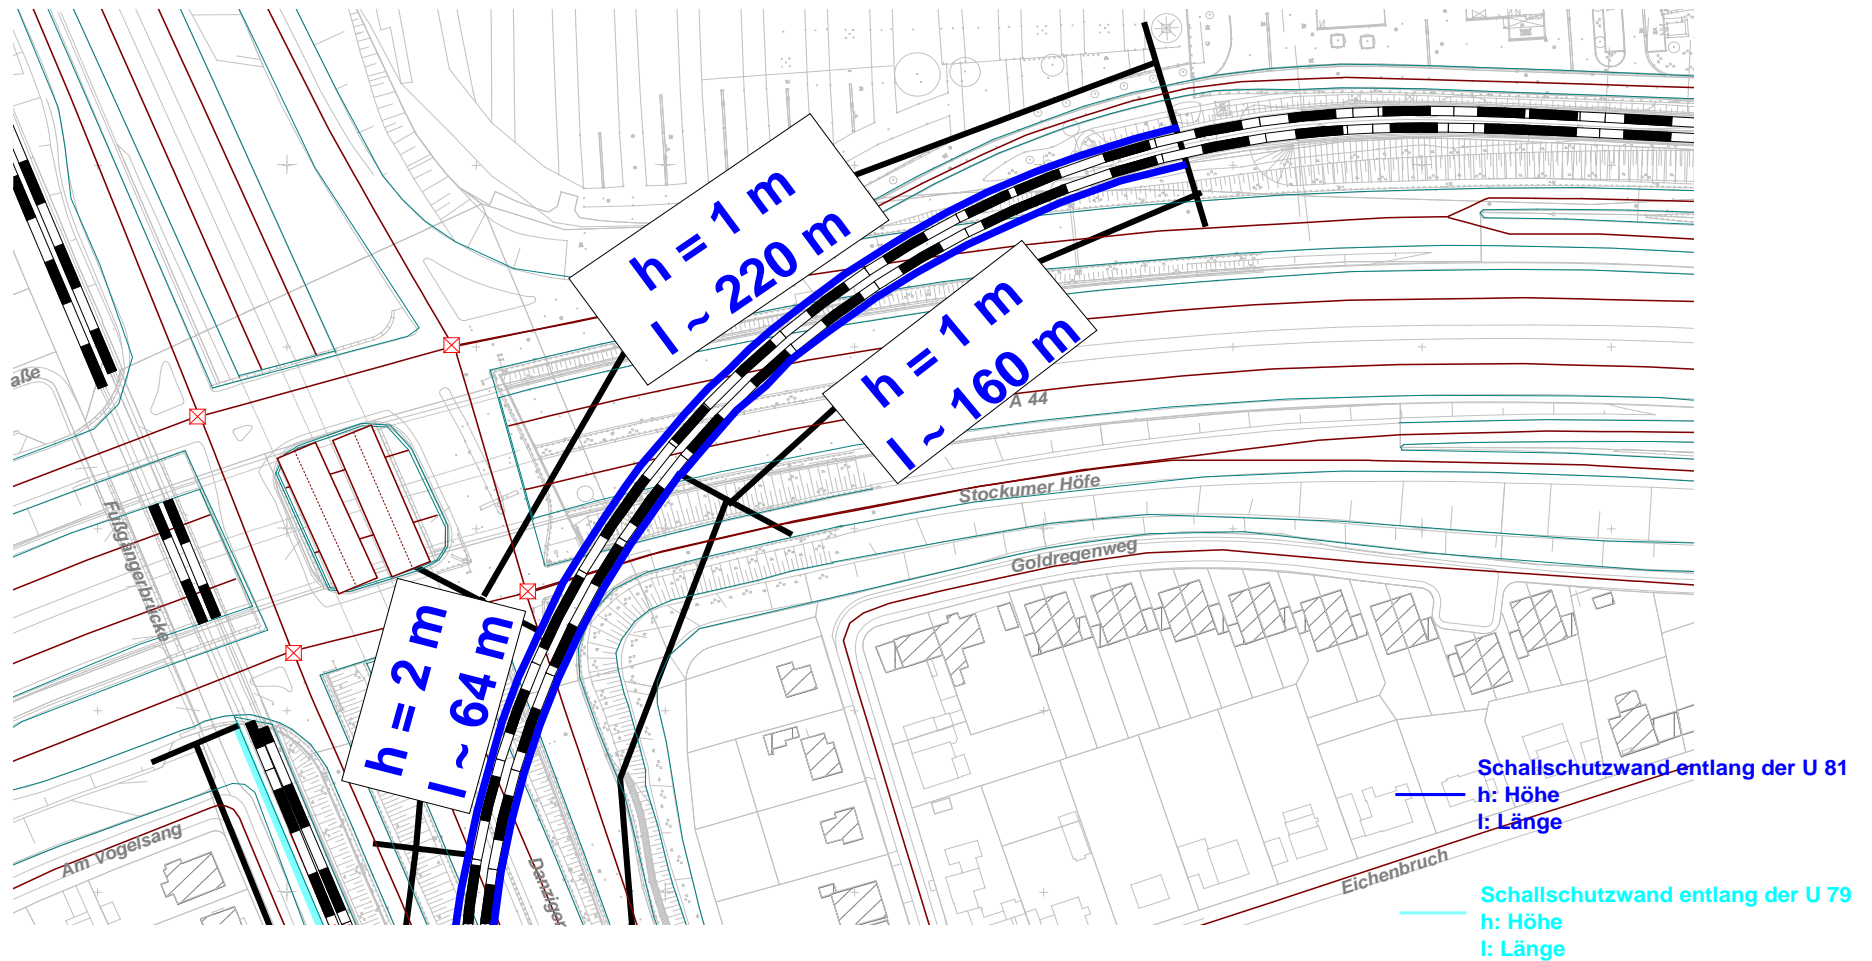 h = 1 m
l ~ 220 m
h = 1 m
l ~ 160 m
aße
A 44
Stockumer Höfe
Goldregenweg
Fußgängerbrücke
h = 2 m
l ~ 64 m
Am Vogelsang
Danziger
Eichenbruch
Schallschutzwand entlang der U 81
h: Höhe
l: Länge
Schallschutzwand entlang der U 79
h: Höhe
l: Länge